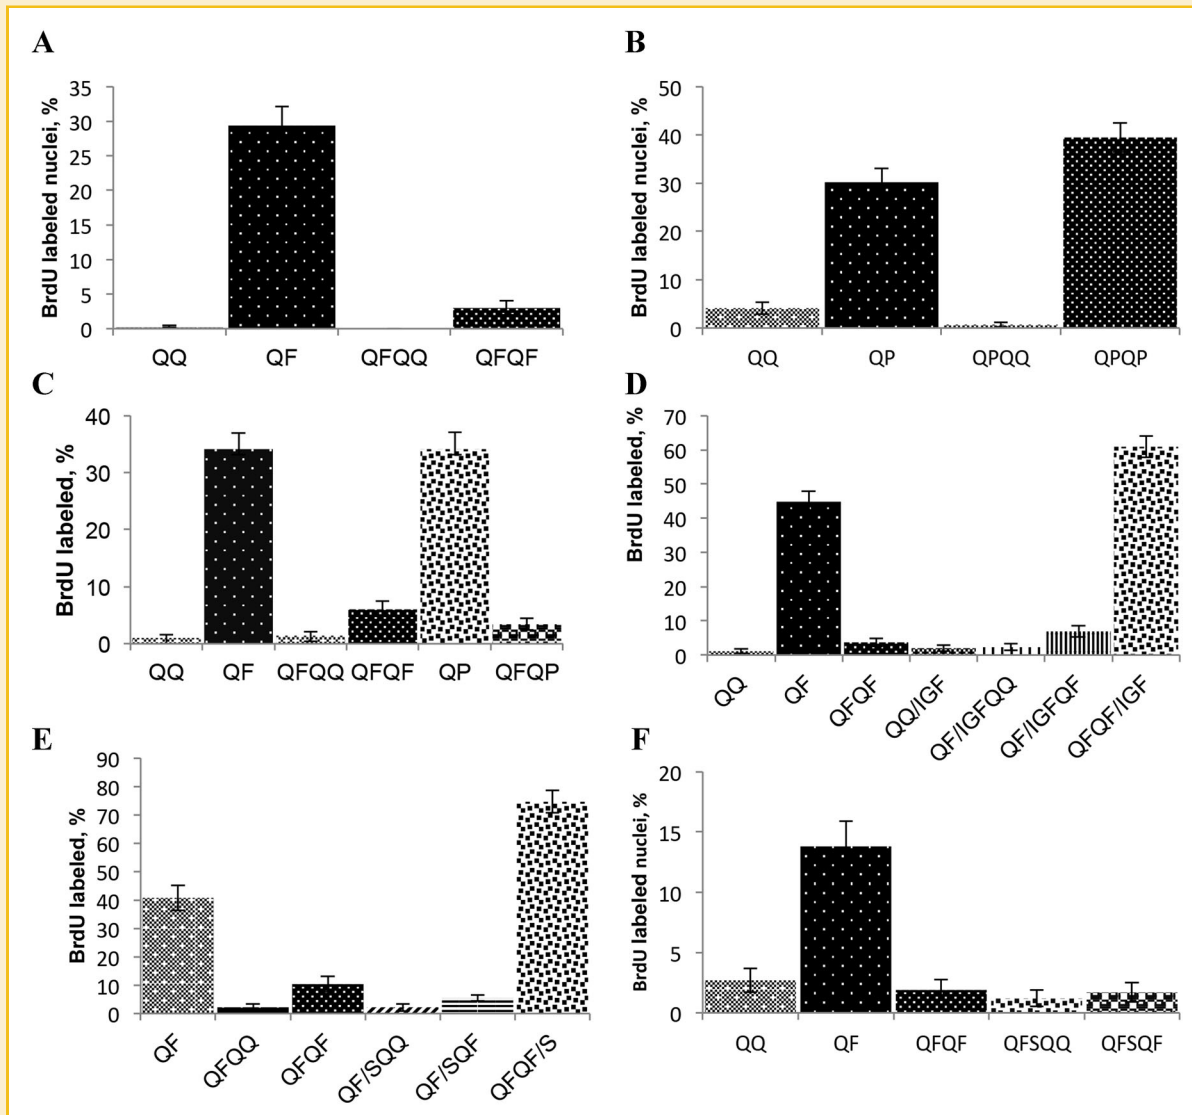 A
BrdU labeled nuclei, %
35
30
25
20
15
10
5
0
QQ QF QFQQ QFQF
B
BrdU labeled nuclei, %
50
40
30
20
10
0
QQ QP QPQQ QPQP
C
BrdU labeled, %
40
30
20
10
0
QQ QF QFQQ QFQF QP QFQP
D
BrdU labeled, %
70
60
50
40
30
20
10
0
QQ QF QFQF QQ/IGF QF/IGFQQ QF/IGFQF QFQF/IGF
E
BrdU labeled, %
90
80
70
60
50
40
30
20
10
0
QF QFQQ QFQF QF/SQQ QF/SQF QFQF/S
F
BrdU labeled nuclei, %
20
15
10
5
0
QQ QF QFQF QFSQQ QFSQF